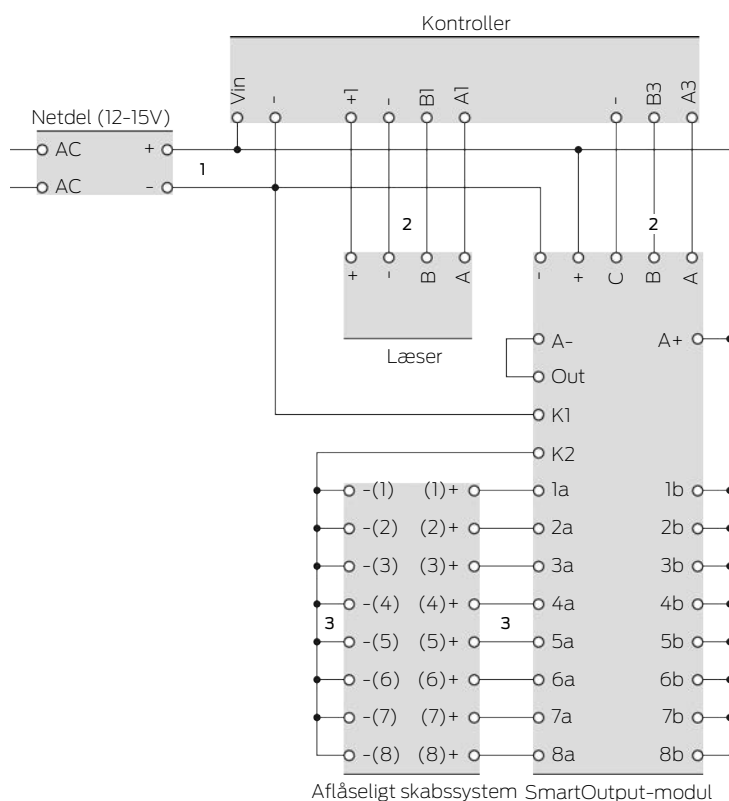 Kontroller
Vin - +1 - B1 A1 - B3 A3
Netdel (12-15V)
AC +
AC -
1
2 2
+ - B A
- + C B A
Læser
A- A+
Out
K1
K2
-(1) (1)+ 1a 1b
-(2) (2)+ 2a 2b
-(3) (3)+ 3a 3b
-(4) (4)+ 4a 4b
3 3
-(5) (5)+ 5a 5b
-(6) (6)+ 6a 6b
-(7) (7)+ 7a 7b
-(8) (8)+ 8a 8b
Aflåseligt skabssystem SmartOutput-modul